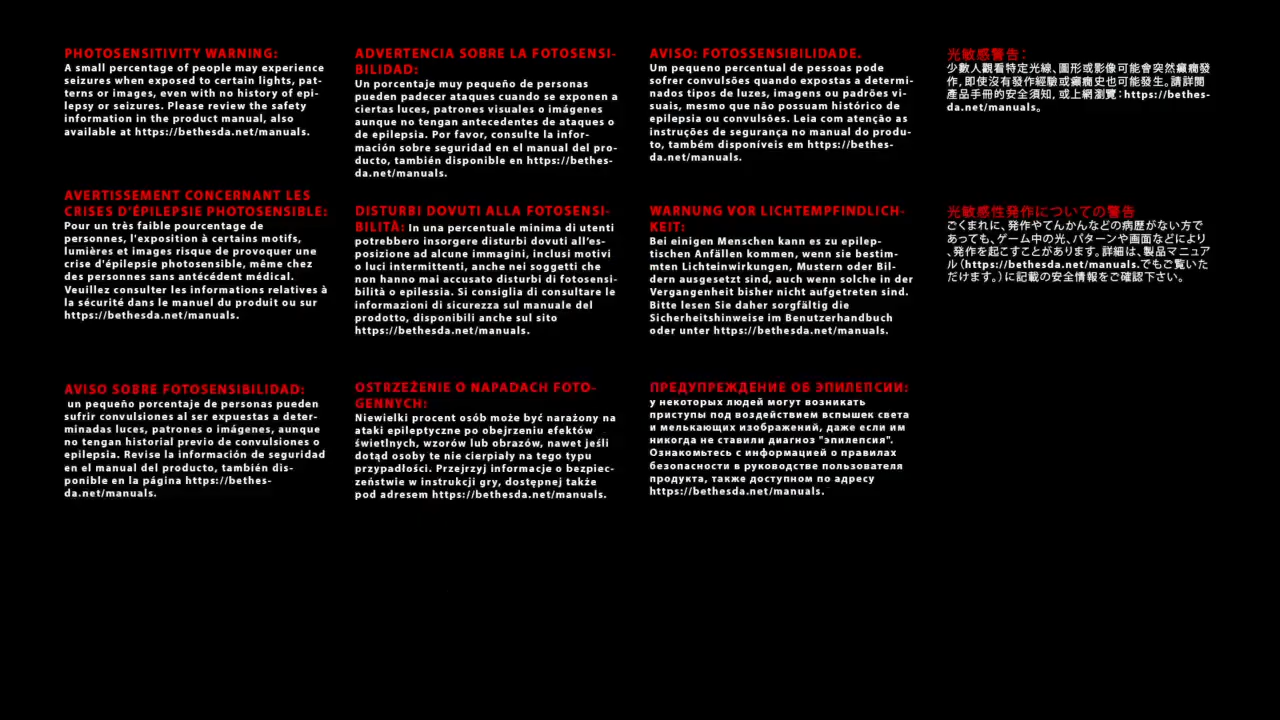 PHOTOSENSITIVITY WARNING:
A small percentage of people may experience
seizures when exposed to certain lights, pat-
terns or images, even with no history of epi-
lepsy or seizures. Please review the safety
information in the product manual, also
available at https://bethesda.net/manuals.
AVERTISSEMENT CONCERNANT LES
CRISES D'ÉPILEPSIE PHOTOSENSIBLE:
Pour un très faible pourcentage de
personnes, l'exposition à certains motifs,
lumières et images risque de provoquer une
crise d'épilepsie photosensible, même chez
des personnes sans antécédent médical.
Veuillez consulter les informations relatives à
la sécurité dans le manuel du produit ou sur
https://bethesda.net/manuals.
AVISO SOBRE FOTOSENSIBILIDAD:
un pequeño porcentaje de personas pueden
sufrir convulsiones al ser expuestas a deter-
minadas luces, patrones o imágenes, aunque
no tengan historial previo de convulsiones o
epilepsia. Revise la información de seguridad
en el manual del producto, también dis-
ponible en la página https://bethes-
da.net/manuals.
ADVERTENCIA SOBRE LA FOTOSENSI-
BILIDAD:
Un porcentaje muy pequeño de personas
pueden padecer ataques cuando se exponen a
ciertas luces, patrones visuales o imágenes
aunque no tengan antecedentes de ataques o
de epilepsia. Por favor, consulte la infor-
mación sobre seguridad en el manual del pro-
ducto, también disponible en https://bethes-
da.net/manuals.
DISTURBI DOVUTI ALLA FOTOSENSI-
BILITÀ: In una percentuale minima di utenti
potrebbero insorgere disturbi dovuti all'es-
posizione ad alcune immagini, inclusi motivi
o luci intermittenti, anche nei soggetti che
non hanno mai accusato disturbi di fotosensi-
bilità o epilessia. Si consiglia di consultare le
informazioni di sicurezza sul manuale del
prodotto, disponibili anche sul sito
https://bethesda.net/manuals.
OSTRZEŻENIE O NAPADACH FOTO-
GENNYCH:
Niewielki procent osób może być narażony na
ataki epileptyczne po obejrzeniu efektów
świetlnych, wzorów lub obrazów, nawet jeśli
dotąd osoby te nie cierpiały na tego typu
przypadłości. Przejrzyj informacje o bezpiec-
zeństwie w instrukcji gry, dostępnej także
pod adresem https://bethesda.net/manuals.
AVISO: FOTOSSENSIBILIDADE.
Um pequeno percentual de pessoas pode
sofrer convulsões quando expostas a determi-
nados tipos de luzes, imagens ou padrões vi-
suais, mesmo que não possuam histórico de
epilepsia ou convulsões. Leia com atenção as
instruções de segurança no manual do produ-
to, também disponíveis em https://bethes-
da.net/manuals.
WARNUNG VOR LICHTEMPFINDLICH-
KEIT:
Bei einigen Menschen kann es zu epilep-
tischen Anfällen kommen, wenn sie bestim-
mten Lichteinwirkungen, Mustern oder Bil-
dern ausgesetzt sind, auch wenn solche in der
Vergangenheit bisher nicht aufgetreten sind.
Bitte lesen Sie daher sorgfältig die
Sicherheitshinweise im Benutzerhandbuch
oder unter https://bethesda.net/manuals.
ПРЕДУПРЕЖДЕНИЕ ОБ ЭПИЛЕПСИИ:
у некоторых людей могут возникать
приступы под воздействием вспышек света
и мелькающих изображений, даже если им
никогда не ставили диагноз "эпилепсия".
Ознакомьтесь с информацией о правилах
безопасности в руководстве пользователя
продукта, также доступном по адресу
https://bethesda.net/manuals.
光敏感警告：
少數人觀看特定光線、圖形或影像可能會突然癲癇發
作，即使沒有發作經驗或癲癇史也可能發生。請詳閱
產品手冊的安全須知，或上網瀏覽：https://bethes-
da.net/manuals。
光敏感性発作についての警告
ごくまれに、発作やてんかんなどの病歴がない方で
あっても、ゲーム中の光、パターンや画面などにより
、発作を起こすことがあります。詳細は、製品マニュア
ル（https://bethesda.net/manuals.でもご覧いた
だけます。）に記載の安全情報をご確認下さい。